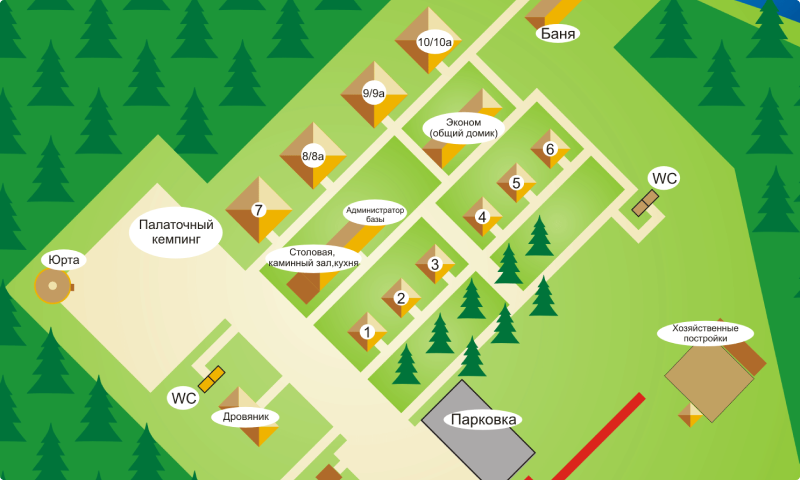 Баня
10/10а
9/9а
Эконом
(общий домик)
8/8а
6
5
WC
7
4
Администратор
базы
Палаточный
кемпинг
Столовая,
каминный зал,кухня
Юрта
3
2
1
Хозяйственные
постройки
WC
Дровяник
Парковка